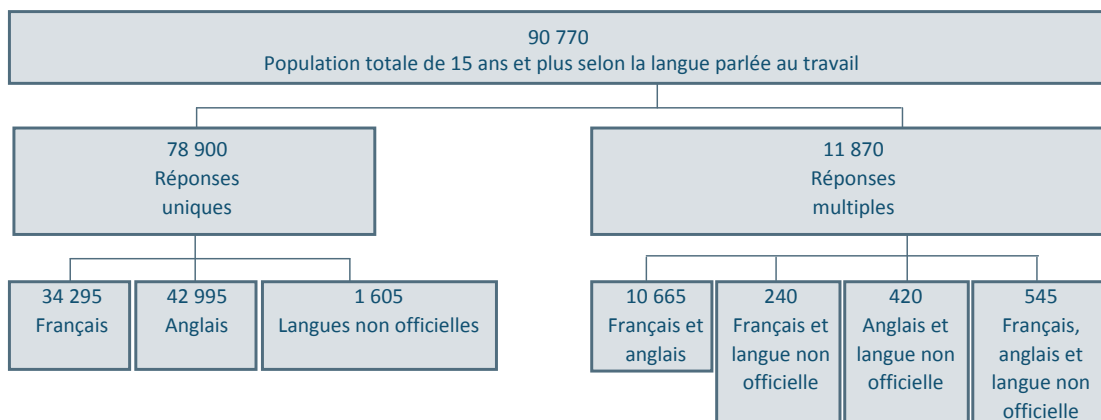 90 770
Population totale de 15 ans et plus selon la langue parlée au travail
78 900
Réponses
uniques
11 870
Réponses
multiples
34 295
Français
42 995
Anglais
1 605
Langues non officielles
10 665
Français et
anglais
240
Français et
langue non
officielle
420
Anglais et
langue non
officielle
545
Français,
anglais et
langue non
officielle